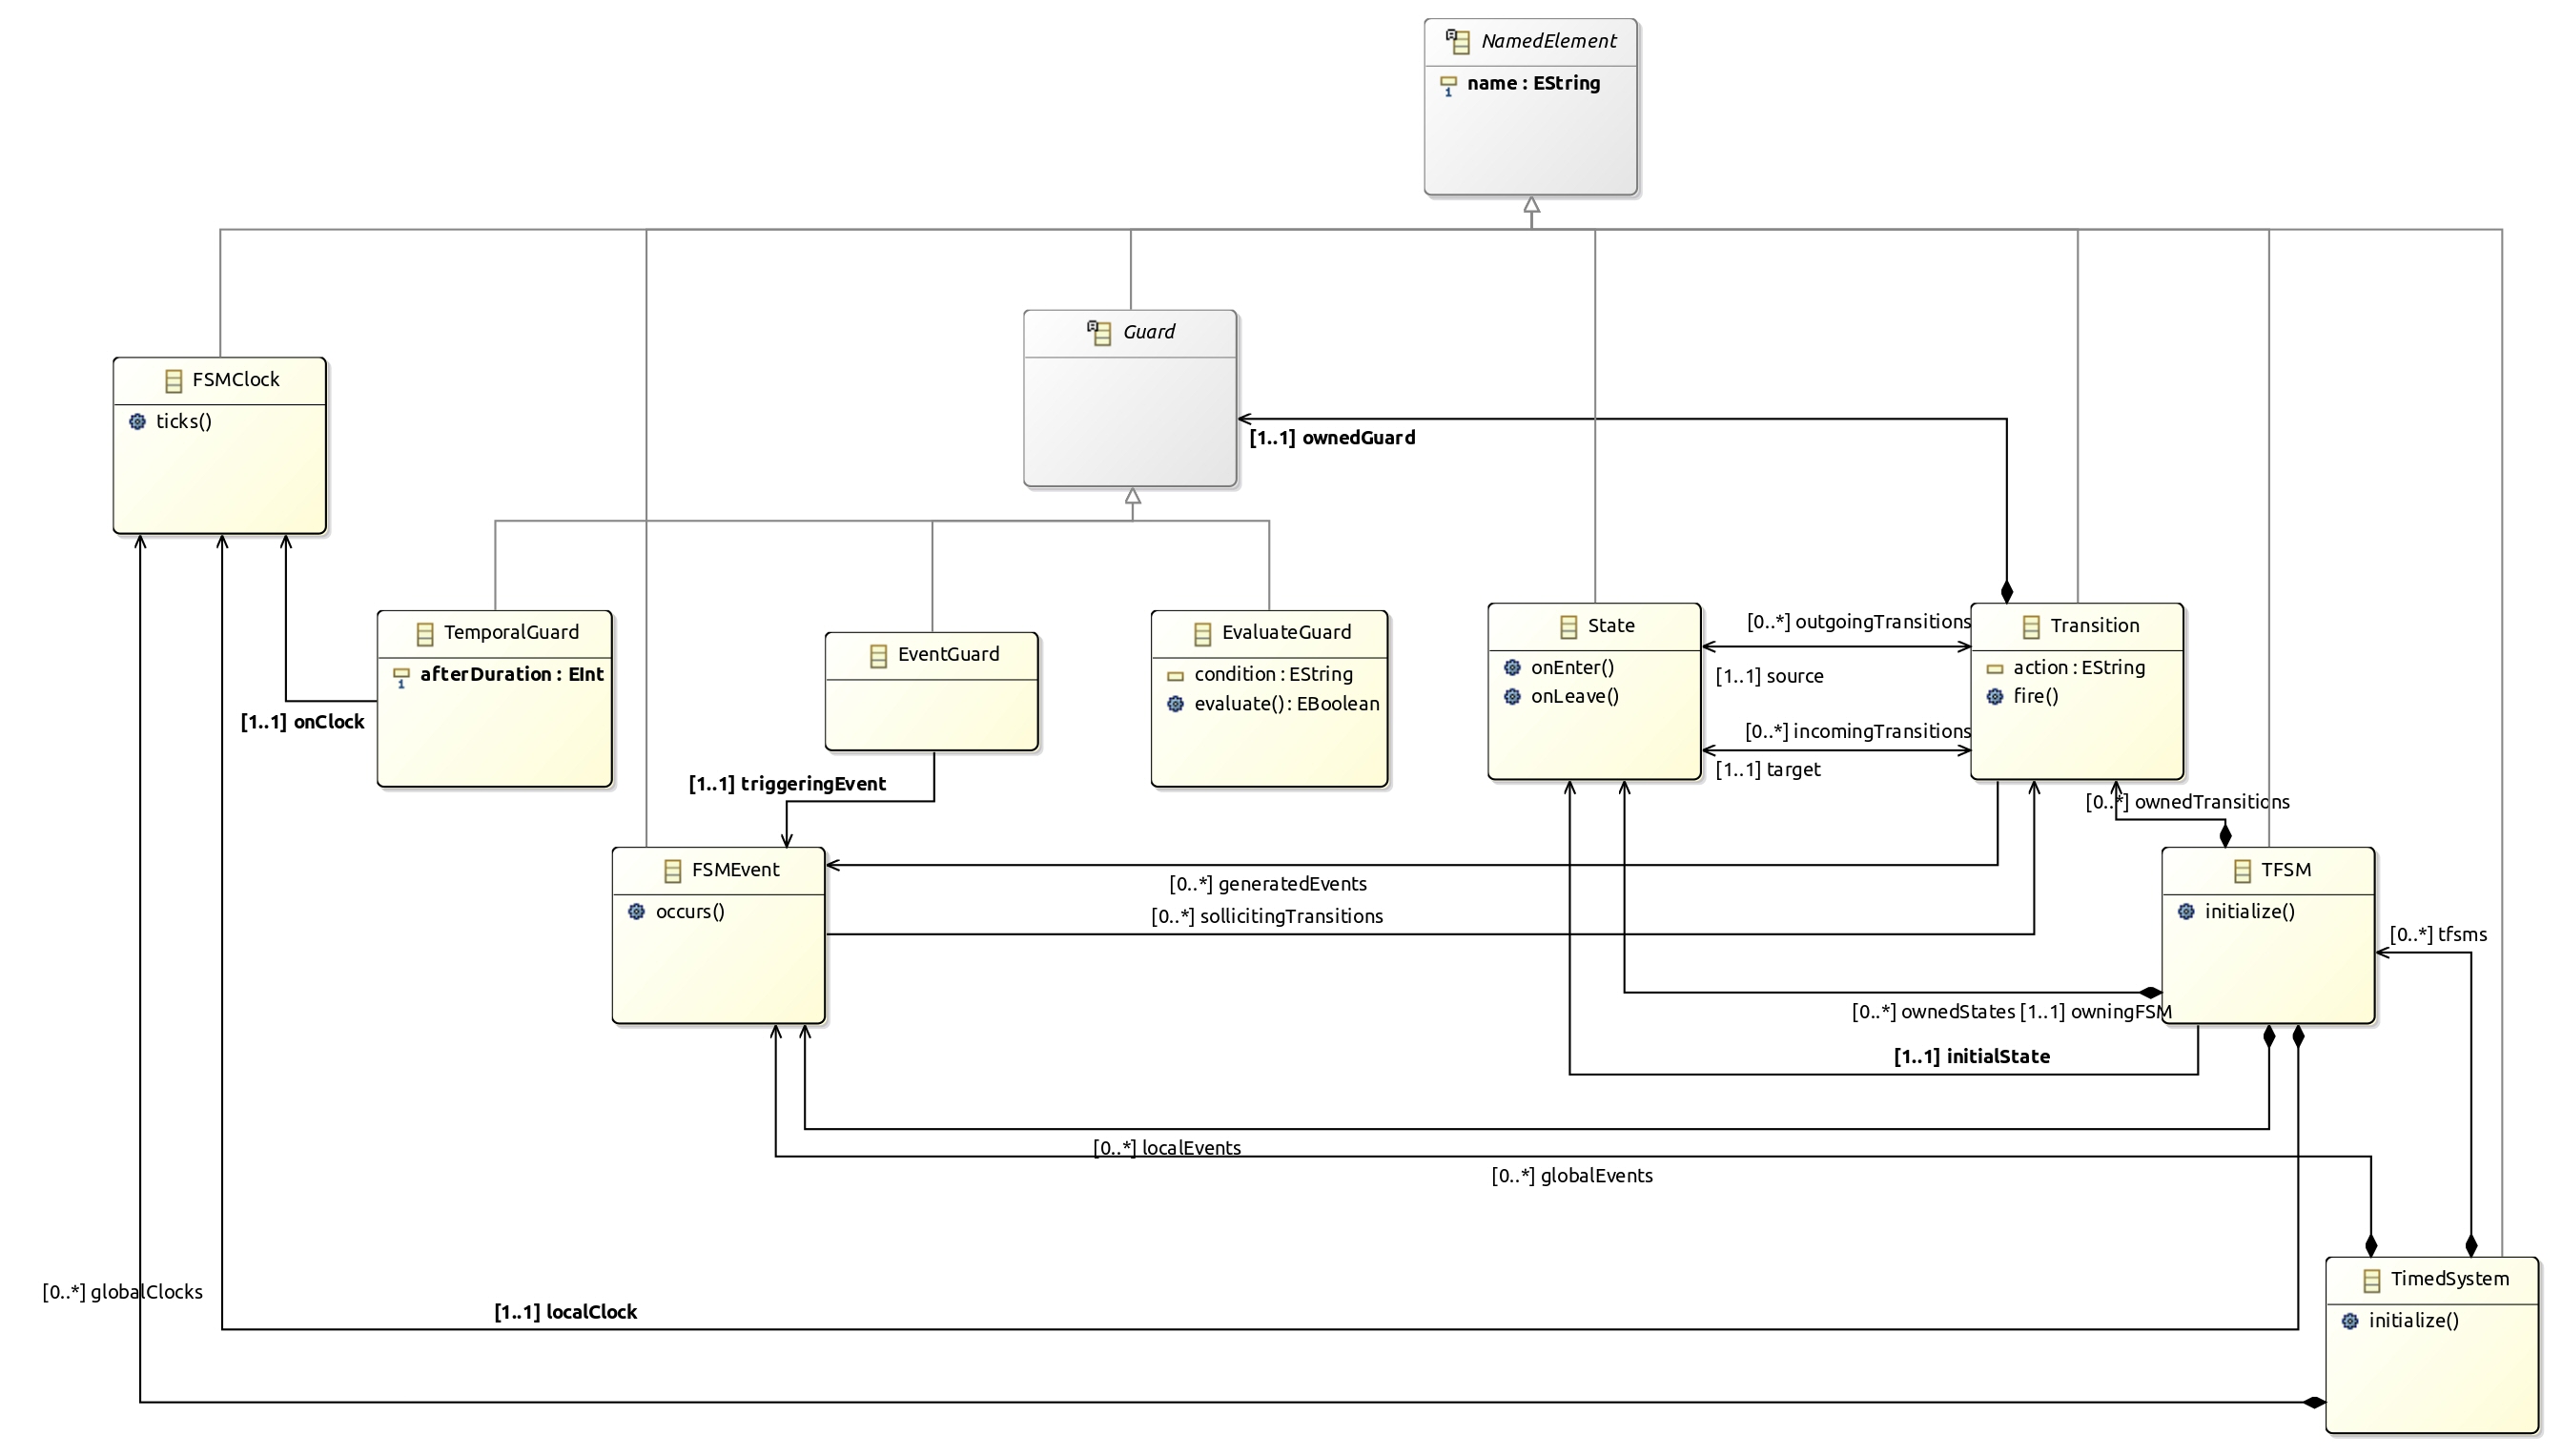 NamedElement
name : EString
1
Guard
FSMClock
ticks()
[1..1] ownedGuard
TemporalGuard
afterDuration : EInt
1
[1..1] onClock
EventGuard
EvaluateGuard
condition : EString
evaluate() : EBoolean
State
onEnter()
onLeave()
[0..*] outgoingTransitions
[1..1] source
[0..*] incomingTransitions
[1..1] target
Transition
action : EString
fire()
[1..1] triggeringEvent
[0..*] ownedTransitions
FSMEvent
occurs()
[0..*] generatedEvents
[0..*] sollicitingTransitions
TFSM
initialize()
[0..*] tfsms
[0..*] ownedStates [1..1] owningFSM
[1..1] initialState
[0..*] localEvents
[0..*] globalEvents
[0..*] globalClocks
[1..1] localClock
TimedSystem
initialize()